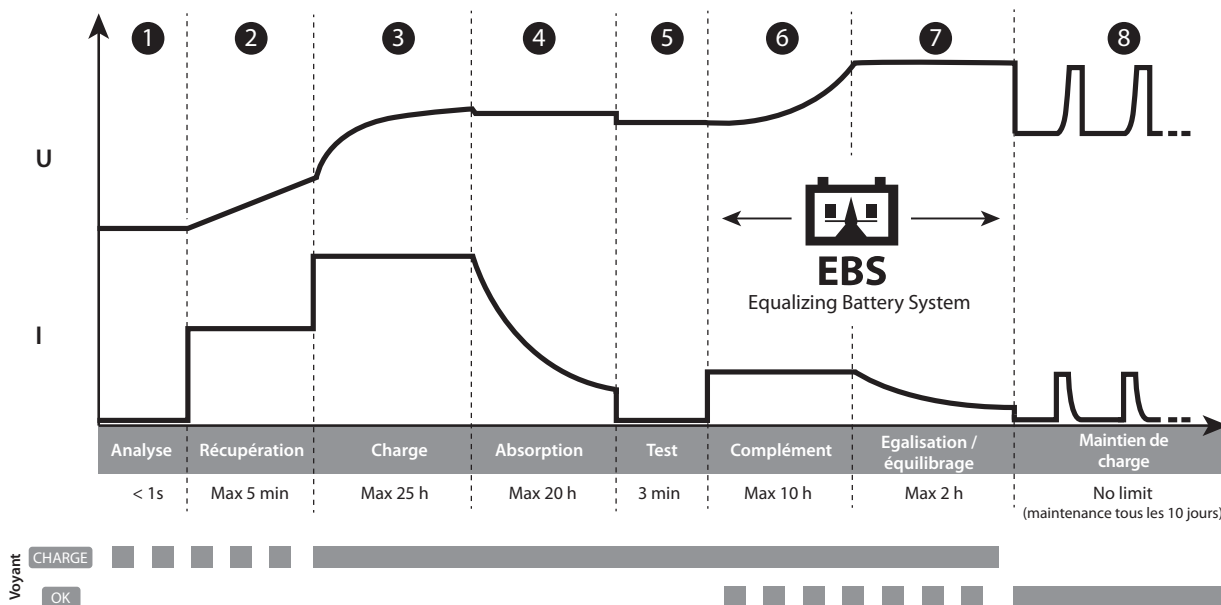 1 2 3 4 5 6 7 8
U
EBS
Equalizing Battery System
I
Analyse Récupération Charge Absorption Test Complément Egalisation / équilibrage Maintien de charge
< 1s Max 5 min Max 25 h Max 20 h 3 min Max 10 h Max 2 h No limit
(maintenance tous les 10 jours)
Voyant
CHARGE
OK